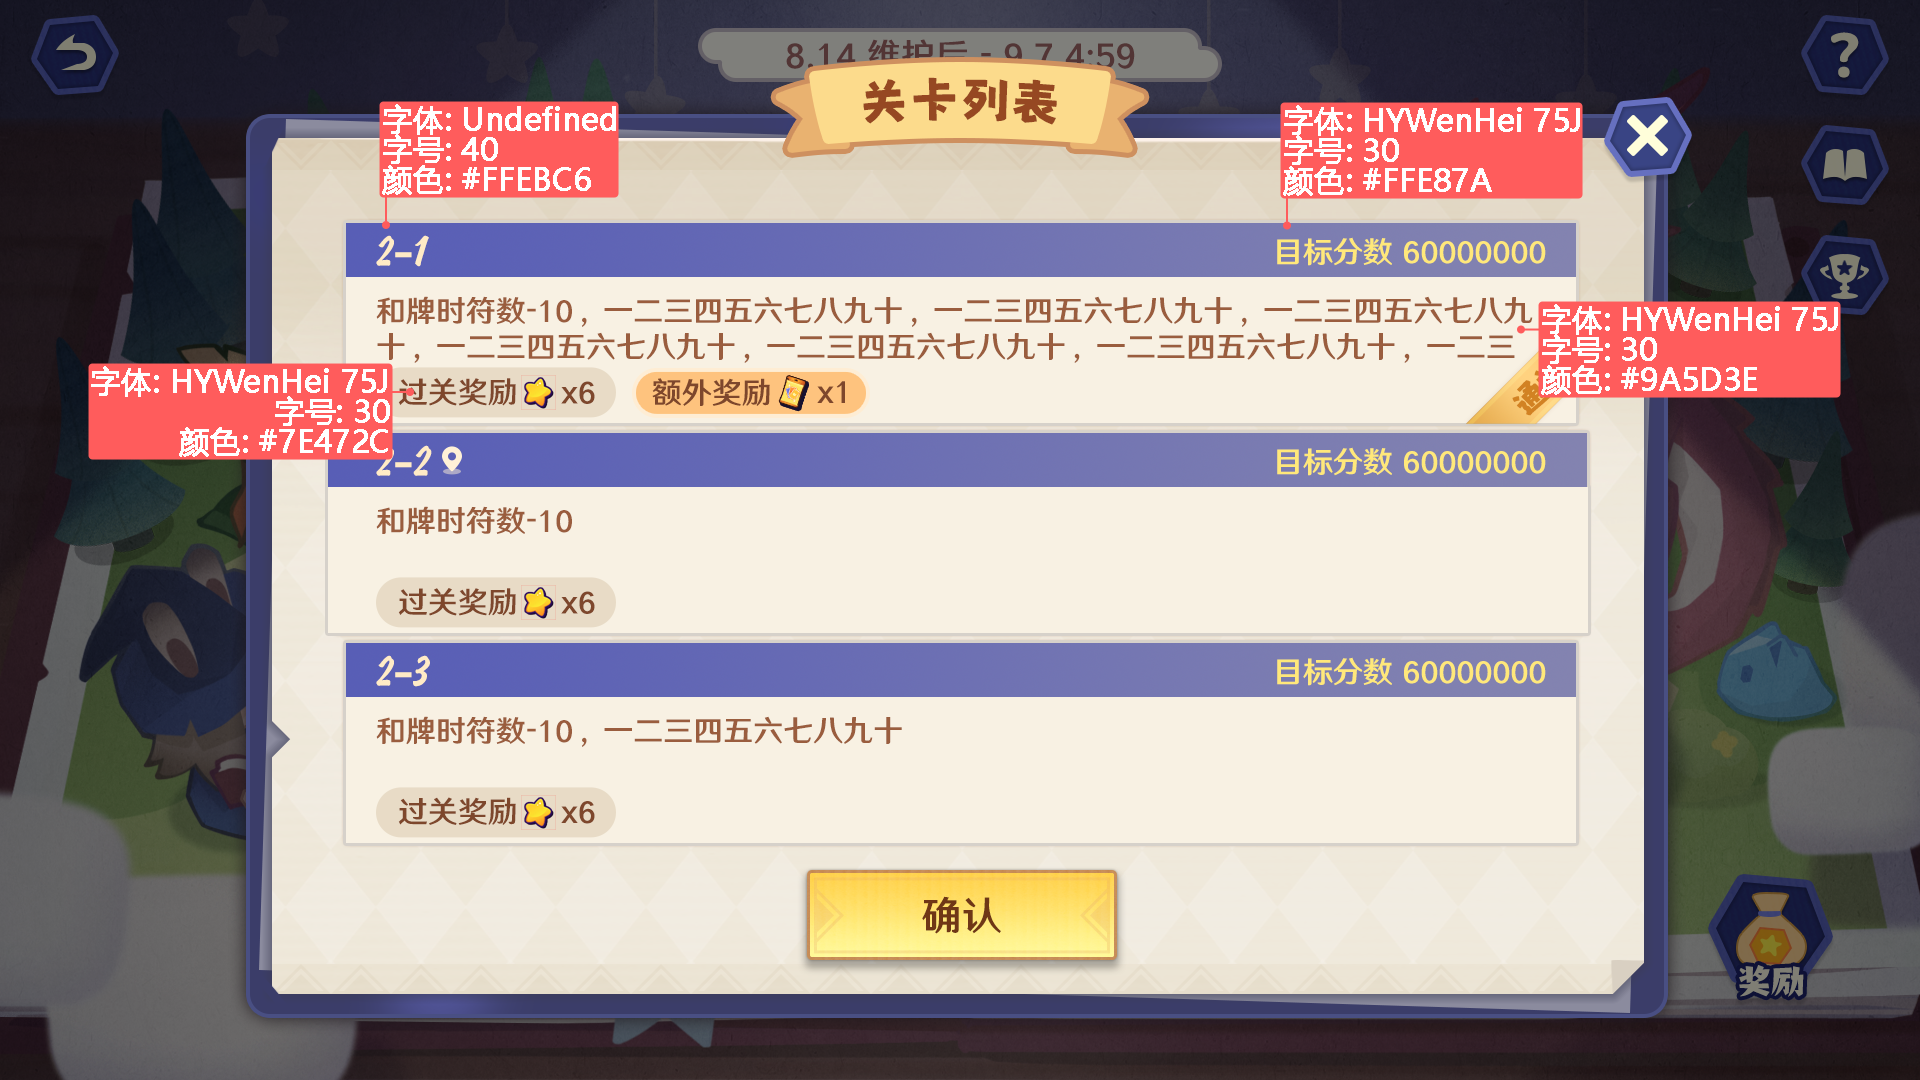 8.14 维护后 - 9.7 4:59
关卡列表
字体: Undefined
字号: 40
颜色: #FFEBC6
字体: HYWenHei 75J
字号: 30
颜色: #FFE87A
2-1
目标分数 60000000
和牌时符数-10，一二三四五六七八九十，一二三四五六七八九十，一二三四五六七八九
十，一二三四五六七八九十，一二三四五六七八九十，一二三四五六七八九十，一二三
字体: HYWenHei 75J
字号: 30
颜色: #9A5D3E
字体: HYWenHei 75J
字号: 30
颜色: #7E472C
过关奖励 x6
额外奖励 x1
通
2-2
目标分数 60000000
和牌时符数-10
过关奖励 x6
2-3
目标分数 60000000
和牌时符数-10，一二三四五六七八九十
过关奖励 x6
确认
奖励